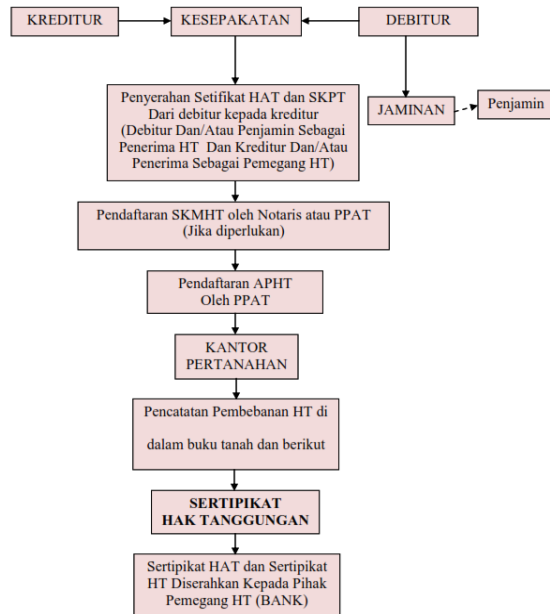 KREDITUR
KESEPAKATAN
DEBITUR
Penyerahan Setifikat HAT dan SKPT
Dari debitur kepada kreditur
(Debitur Dan/Atau Penjamin Sebagai
Penerima HT Dan Kreditur Dan/Atau
Penerima Sebagai Pemegang HT)
JAMINAN
Penjamin
Pendaftaran SKMHT oleh Notaris atau PPAT
(Jika diperlukan)
Pendaftaran APHT
Oleh PPAT
KANTOR
PERTANAHAN
Pencatatan Pembebanan HT di
dalam buku tanah dan berikut
SERTIPIKAT
HAK TANGGUNGAN
Sertipikat HAT dan Sertipikat
HT Diserahkan Kepada Pihak
Pemegang HT (BANK)